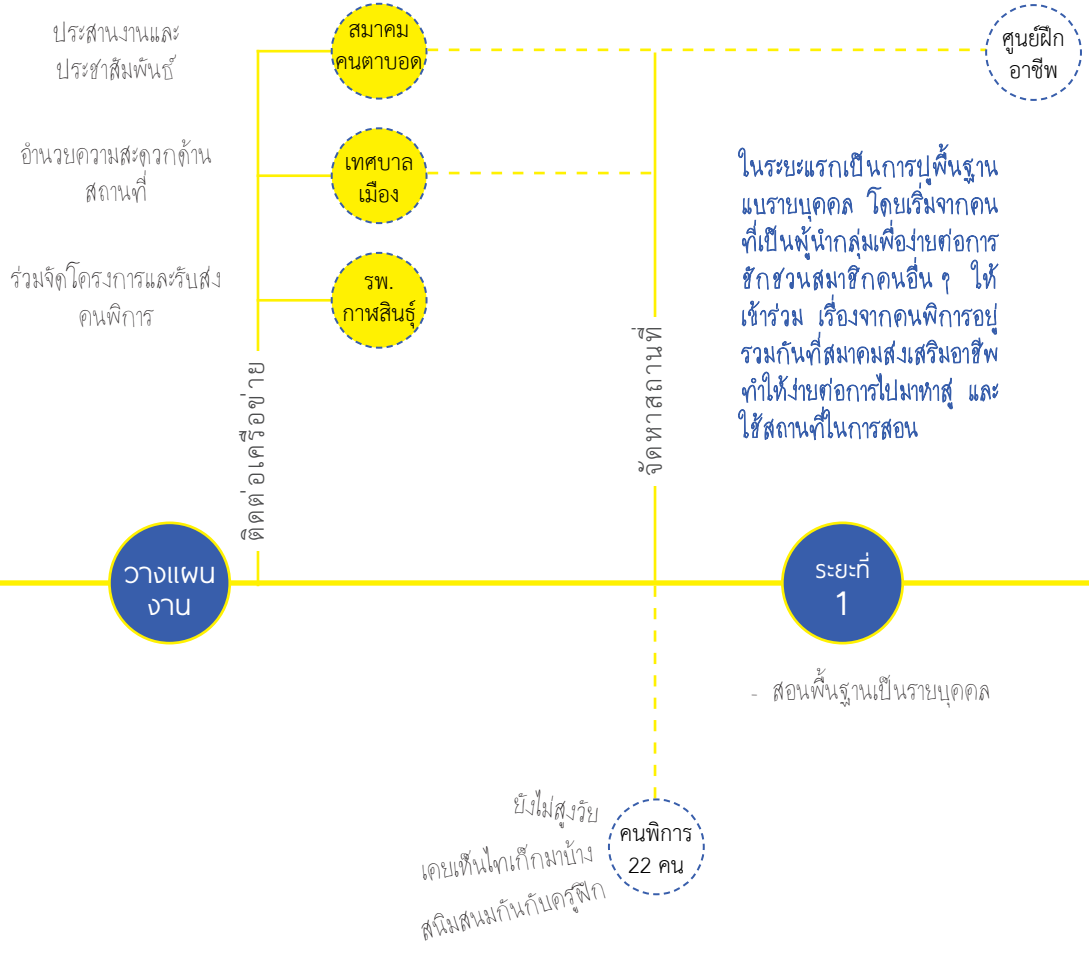 ประสานงานและ
ประชาสัมพันธ์
สมาคม
คนตาบอด
ศูนย์ฝึก
อาชีพ
อำนวยความสะดวกด้าน
สถานที่
เทศบาล
เมือง
ร่วมจัดโครงการและรับส่ง
คนพิการ
รพ.
กาฬสินธุ์
ในระยะแรกเป็นการปูพื้นฐาน
แบรายบุคคล โดยเริ่มจากคน
ที่เป็นผู้นำกลุ่มเพื่อง่ายต่อการ
ชักชวนสมาชิกคนอื่น ๆ ให้
เข้าร่วม เรื่องจากคนพิการอยู่
รวมกันที่สมาคมส่งเสริมอาชีพ
ทำให้ง่ายต่อการไปมาหาสู่ และ
ใช้สถานที่ในการสอน
ติดต่อเครือข่าย
จัดหาสถานที่
วางแผน
งาน
ระยะที่
1
- สอนพื้นฐานเป็นรายบุคคล
ยังไม่สูงวัย
เคยเห็นไทเก็กมาบ้าง
สนิมสนมกันกับครูฝึก
คนพิการ
22 คน